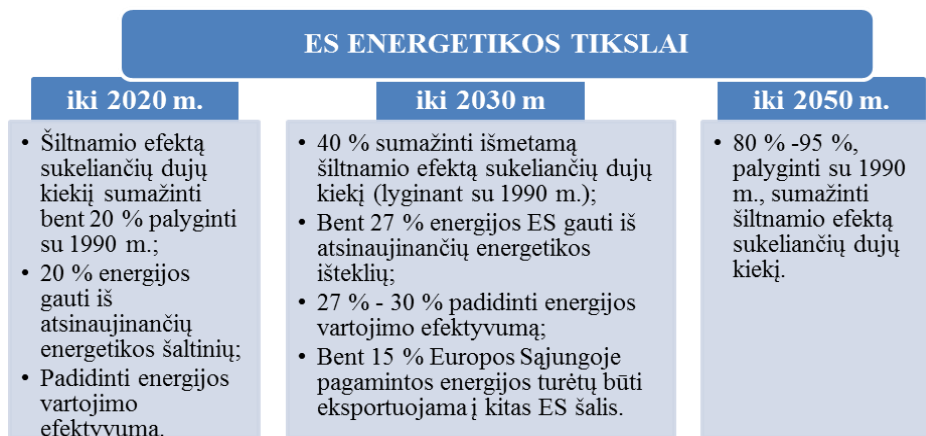 ES ENERGETIKOS TIKSLAI
iki 2020 m.
• Šiltnamio efektą
sukeliančių dujų
kiekiį sumažinti
bent 20 % palyginti
su 1990 m.;
• 20 % energijos
gauti iš
atsinaujinančių
energetikos šaltinių;
• Padidinti energijos
vartojimo
efektyvumą.
iki 2030 m
• 40 % sumažinti išmetamą
šiltnamio efektą sukeliančių dujų
kiekį (lyginant su 1990 m.);
• Bent 27 % energijos ES gauti iš
atsinaujinančių energetikos
išteklių;
• 27 % - 30 % padidinti energijos
vartojimo efektyvumą;
• Bent 15 % Europos Sąjungoje
pagamintos energijos turėtų būti
eksportuojama į kitas ES šalis.
iki 2050 m.
• 80 % -95 %,
palyginti su 1990
m., sumažinti
šiltnamio efektą
sukeliančių dujų
kiekį.